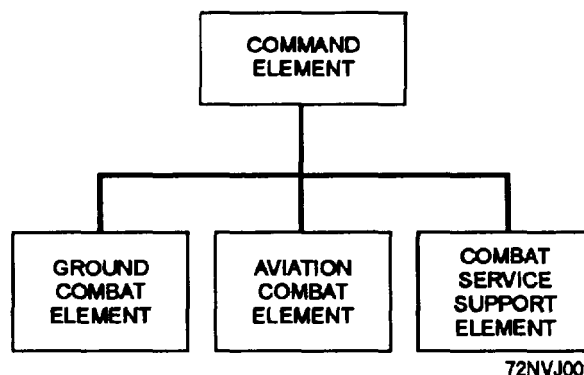 COMMAND
ELEMENT
GROUND
COMBAT
ELEMENT
AVIATION
COMBAT
ELEMENT
COMBAT
SERVICE
SUPPORT
ELEMENT
72NVJ00